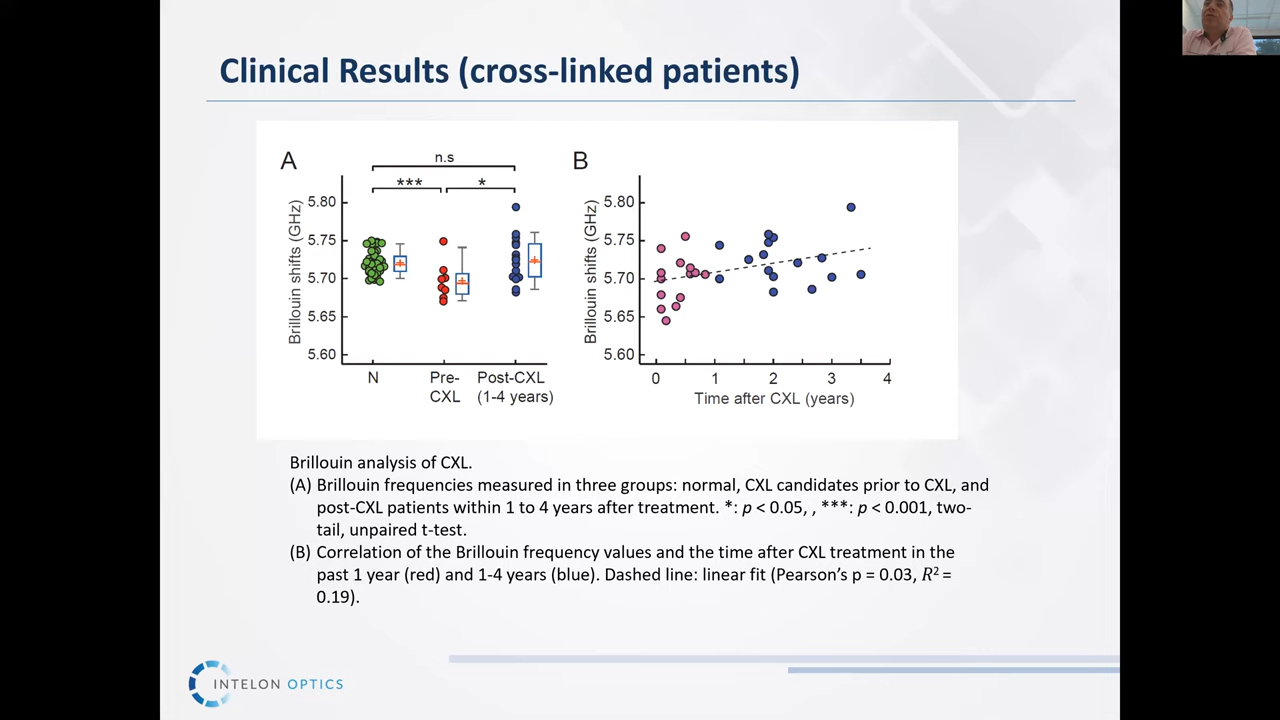 Clinical Results (cross-linked patients)
A
n.s
***
*
Brillouin shifts (GHz)
5.80
5.75
5.70
5.65
5.60
N
Pre-
CXL
Post-CXL
(1-4 years)
B
Brillouin shifts (GHz)
5.80
5.75
5.70
5.65
5.60
0 1 2 3 4
Time after CXL (years)
Brillouin analysis of CXL.
(A) Brillouin frequencies measured in three groups: normal, CXL candidates prior to CXL, and
post-CXL patients within 1 to 4 years after treatment. *: p < 0.05, , ***: p < 0.001, two-
tail, unpaired t-test.
(B) Correlation of the Brillouin frequency values and the time after CXL treatment in the
past 1 year (red) and 1-4 years (blue). Dashed line: linear fit (Pearson's p = 0.03, R² =
0.19).
INTELON OPTICS